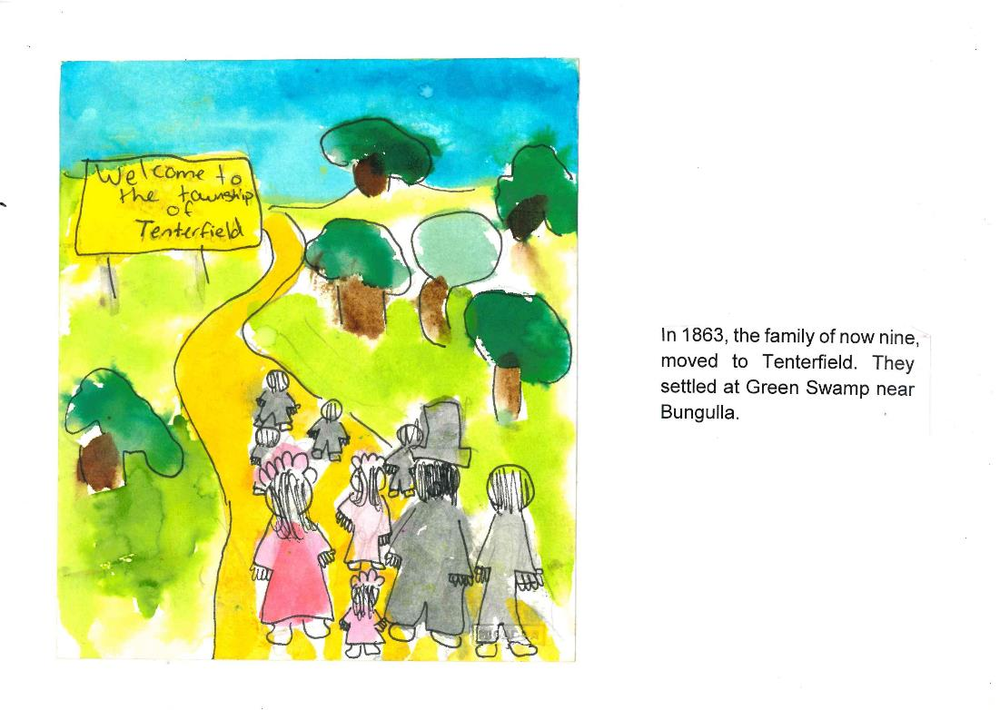 Welcome to
the township
of
Tenterfield
In 1863, the family of now nine,
moved to Tenterfield. They
settled at Green Swamp near
Bungulla.